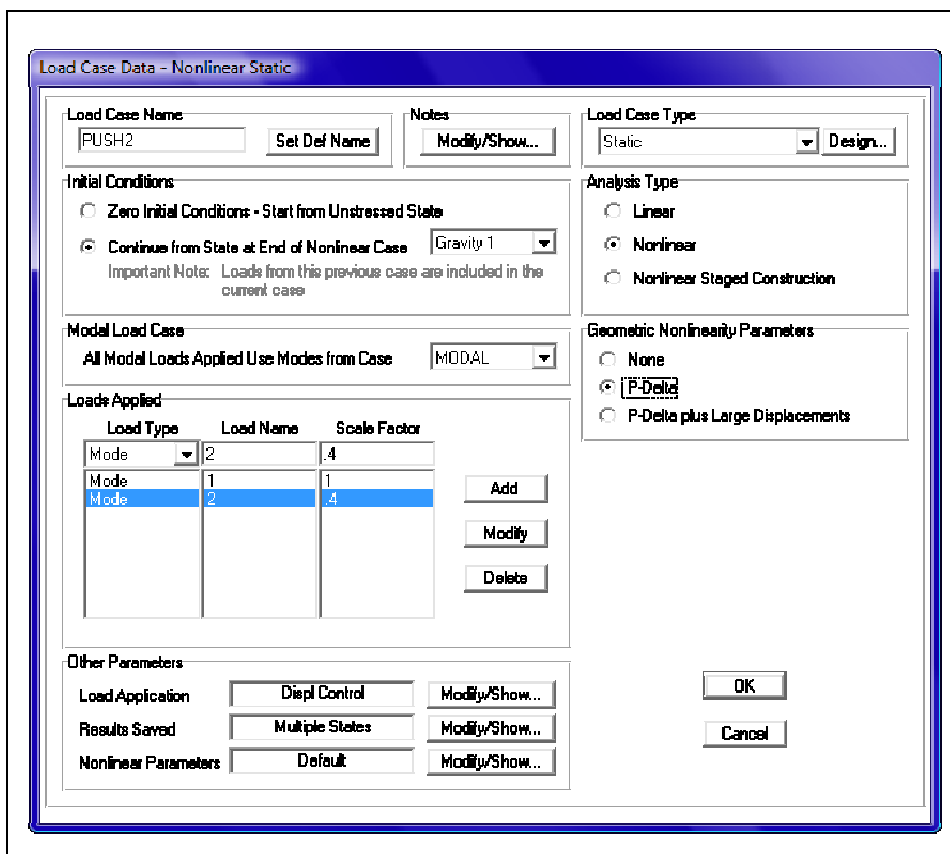 Load Case Data - Nonlinear Static
Load Case Name
PUSH2
Set Def Name
Notes
Modify/Show...
Load Case Type
Static
Design...
Initial Conditions
Zero Initial Conditions - Start from Unstressed State
Continue from State at End of Nonlinear Case
Gravity 1
Important Note: Loads from this previous case are included in the
current case
Analysis Type
Linear
Nonlinear
Nonlinear Staged Construction
Modal Load Case
All Modal Loads Applied Use Modes from Case
MODAL
Geometric Nonlinearity Parameters
None
P-Delta
P-Delta plus Large Displacements
Loads Applied
Load Type Load Name Scale Factor
Mode 2 .4
Mode 1 1
Mode 2 .4
Add
Modify
Delete
Other Parameters
Load Application Displ Control Modify/Show...
Results Saved Multiple States Modify/Show...
Nonlinear Parameters Default Modify/Show...
OK
Cancel